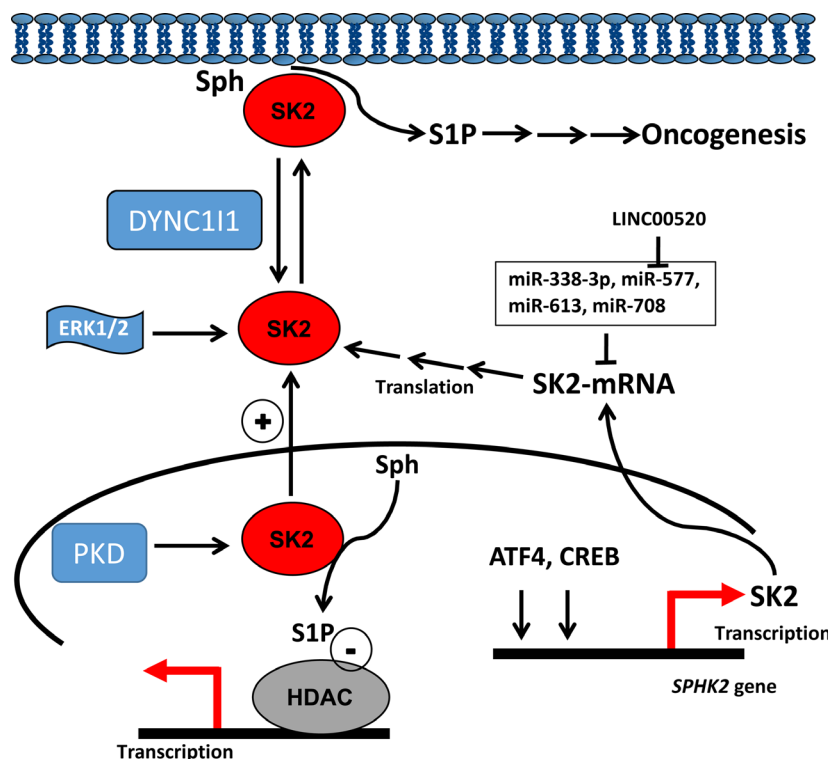 Sph
SK2
S1P
Oncogenesis
DYNC1I1
LINC00520
miR-338-3p, miR-577,
miR-613, miR-708
ERK1/2
SK2
Translation
SK2-mRNA
+
Sph
PKD
SK2
ATF4, CREB
SK2
S1P
-
Transcription
HDAC
SPHK2 gene
Transcription